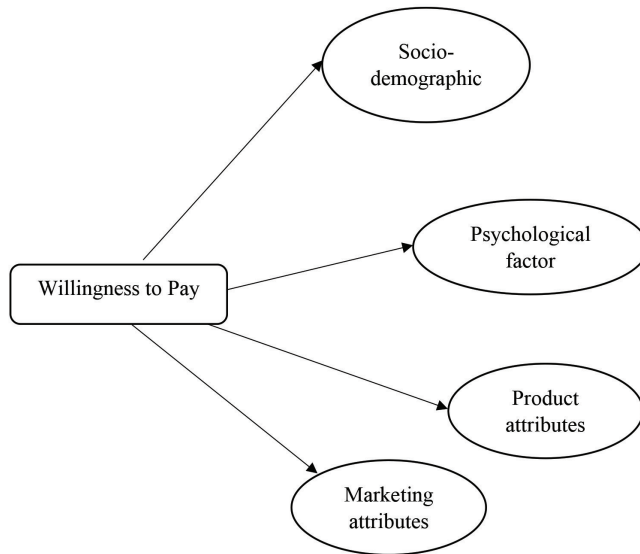 Socio-
demographic
Psychological
factor
Willingness to Pay
Product
attributes
Marketing
attributes